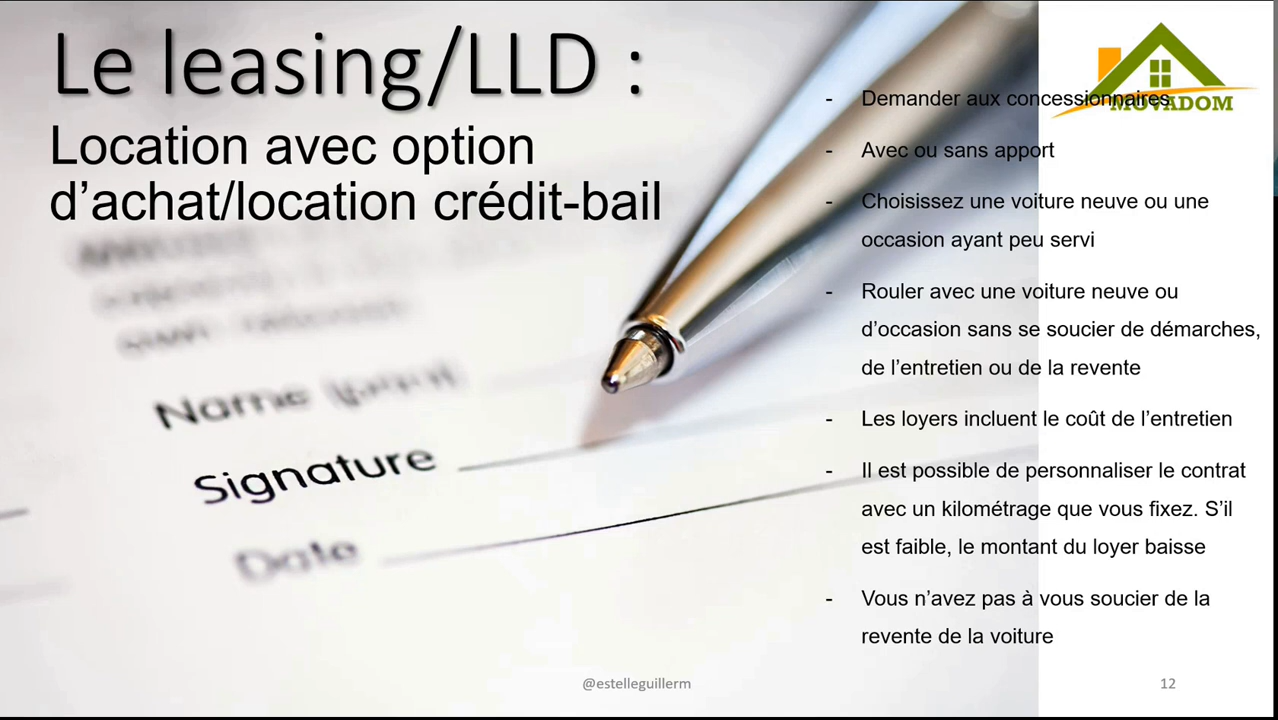 Le leasing/LLD :
Location avec option
d’achat/location crédit-bail
MOVADOM
- Demander aux concessionnaires
- Avec ou sans apport
- Choisissez une voiture neuve ou une
occasion ayant peu servi
- Rouler avec une voiture neuve ou
d’occasion sans se soucier de démarches,
de l’entretien ou de la revente
- Les loyers incluent le coût de l’entretien
- Il est possible de personnaliser le contrat
avec un kilométrage que vous fixez. S’il
est faible, le montant du loyer baisse
- Vous n’avez pas à vous soucier de la
revente de la voiture
Name (print)
Signature
Date
@estelleguillerm
12